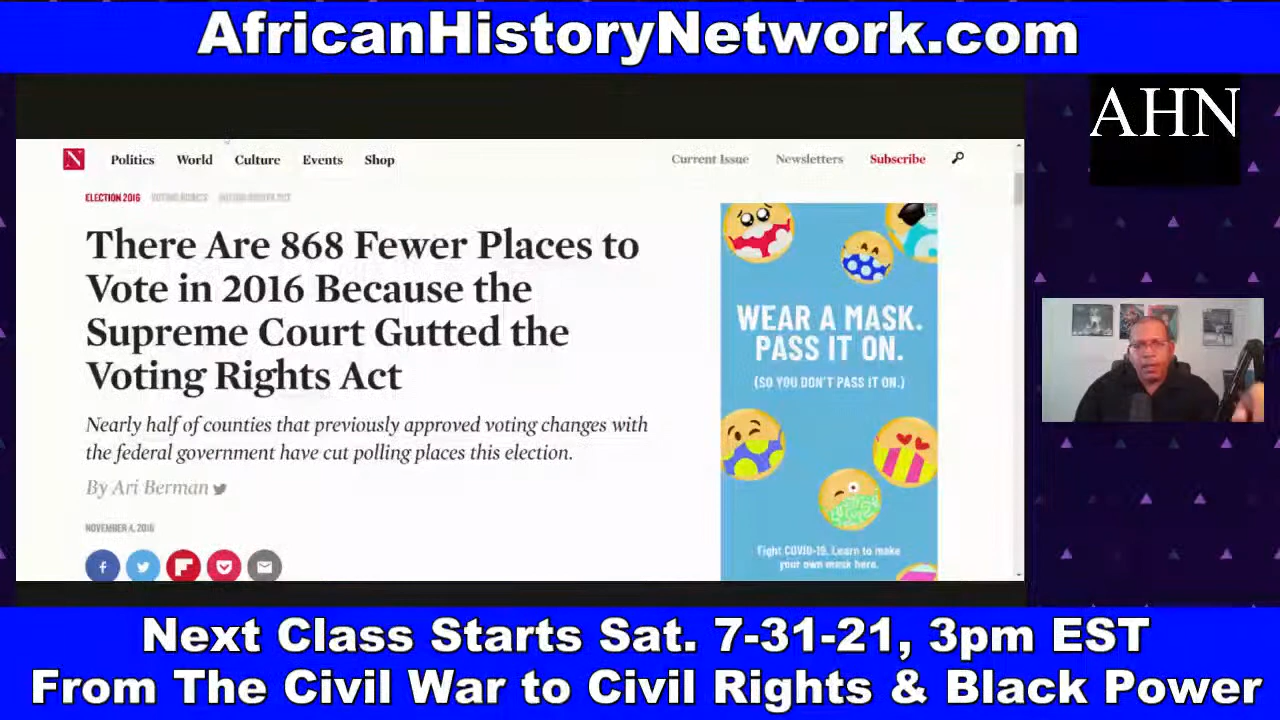 AfricanHistoryNetwork.com
AHN
N Politics World Culture Events Shop Current Issue Newsletters Subscribe
ELECTION 2016 VOTING RIGHTS VOTING RIGHTS ACT
There Are 868 Fewer Places to
Vote in 2016 Because the
Supreme Court Gutted the
Voting Rights Act
Nearly half of counties that previously approved voting changes with
the federal government have cut polling places this election.
By Ari Berman
NOVEMBER 4, 2016
WEAR A MASK.
PASS IT ON.
(SO YOU DON'T PASS IT ON.)
Fight COVID-19. Learn to make
your own mask here.
Next Class Starts Sat. 7-31-21, 3pm EST
From The Civil War to Civil Rights & Black Power